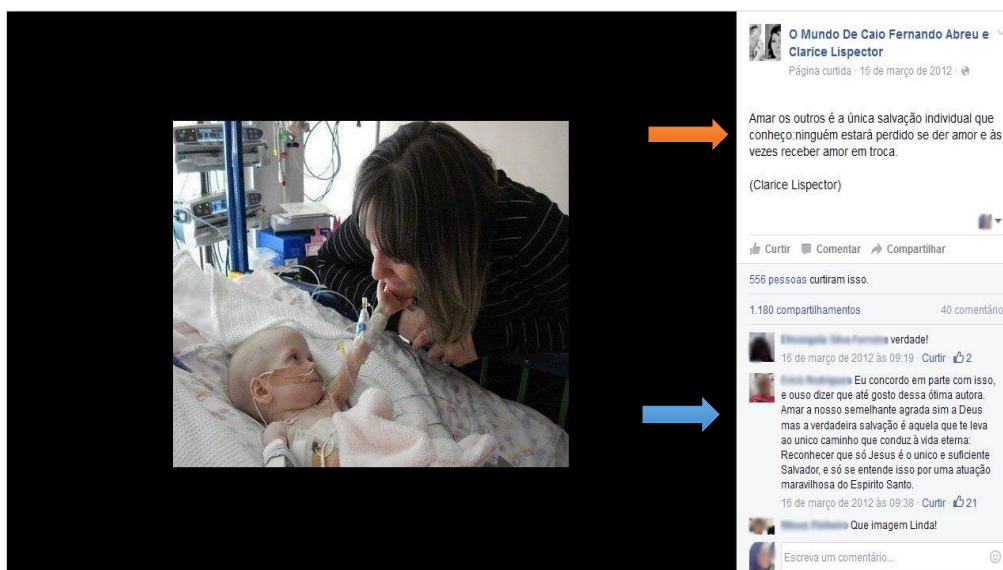 O Mundo De Caio Fernando Abreu e
Clarice Lispector
Página curtida · 16 de março de 2012 ·
Amar os outros é a única salvação individual que
conheço:ninguém estará perdido se der amor e às
vezes receber amor em troca.
(Clarice Lispector)
Curtir Comentar Compartilhar
556 pessoas curtiram isso.
1.180 compartilhamentos 40 comentário
verdade!
16 de março de 2012 às 09:19 · Curtir · 2
Eu concordo em parte com isso,
e ouso dizer que até gosto dessa ótima autora.
Amar a nosso semelhante agrada sim a Deus
mas a verdadeira salvação é aquela que te leva
ao unico caminho que conduz à vida eterna:
Reconhecer que só Jesus é o unico e suficiente
Salvador, e só se entende isso por uma atuação
maravilhosa do Espirito Santo.
16 de março de 2012 às 09:38 · Curtir · 21
Que imagem Linda!
Escreva um comentário...